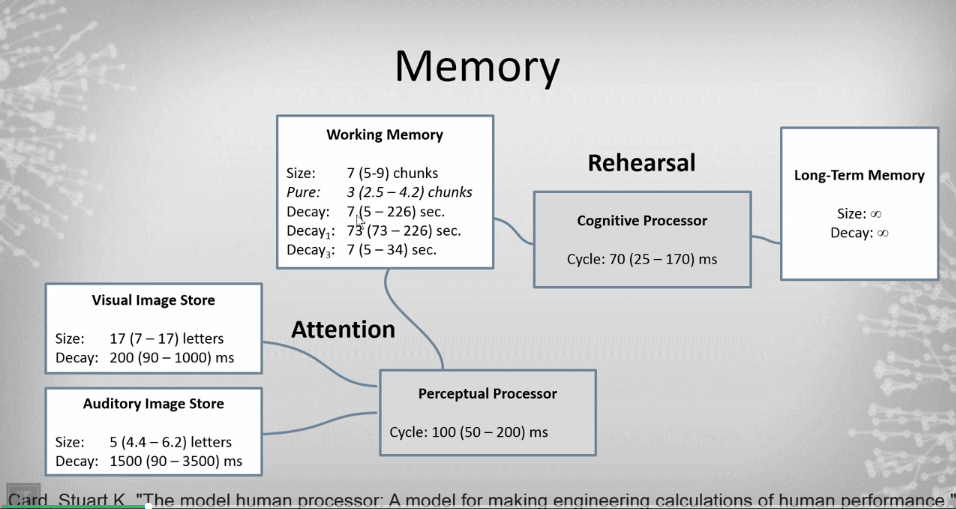 Memory
Working Memory
Size: 7 (5-9) chunks
Pure: 3 (2.5 – 4.2) chunks
Decay: 7 (5 – 226) sec.
Decay₁: 73 (73 – 226) sec.
Decay₃: 7 (5 – 34) sec.
Rehearsal
Cognitive Processor
Cycle: 70 (25 – 170) ms
Long-Term Memory
Size: ∞
Decay: ∞
Visual Image Store
Size: 17 (7 – 17) letters
Decay: 200 (90 – 1000) ms
Attention
Auditory Image Store
Size: 5 (4.4 – 6.2) letters
Decay: 1500 (90 – 3500) ms
Perceptual Processor
Cycle: 100 (50 – 200) ms
Card, Stuart K. "The model human processor: A model for making engineering calculations of human performance."